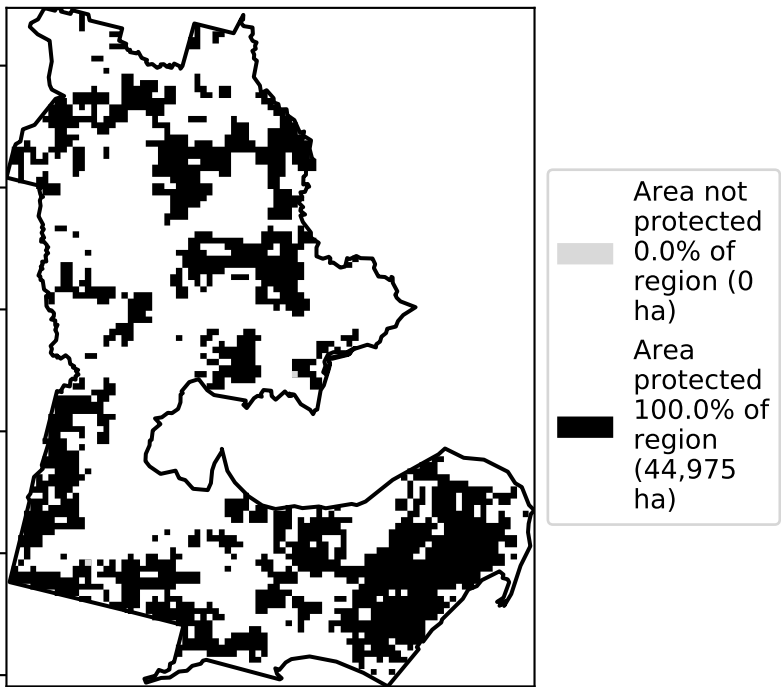 Area not
protected
0.0% of
region (0
ha)
Area
protected
100.0% of
region
(44,975
ha)